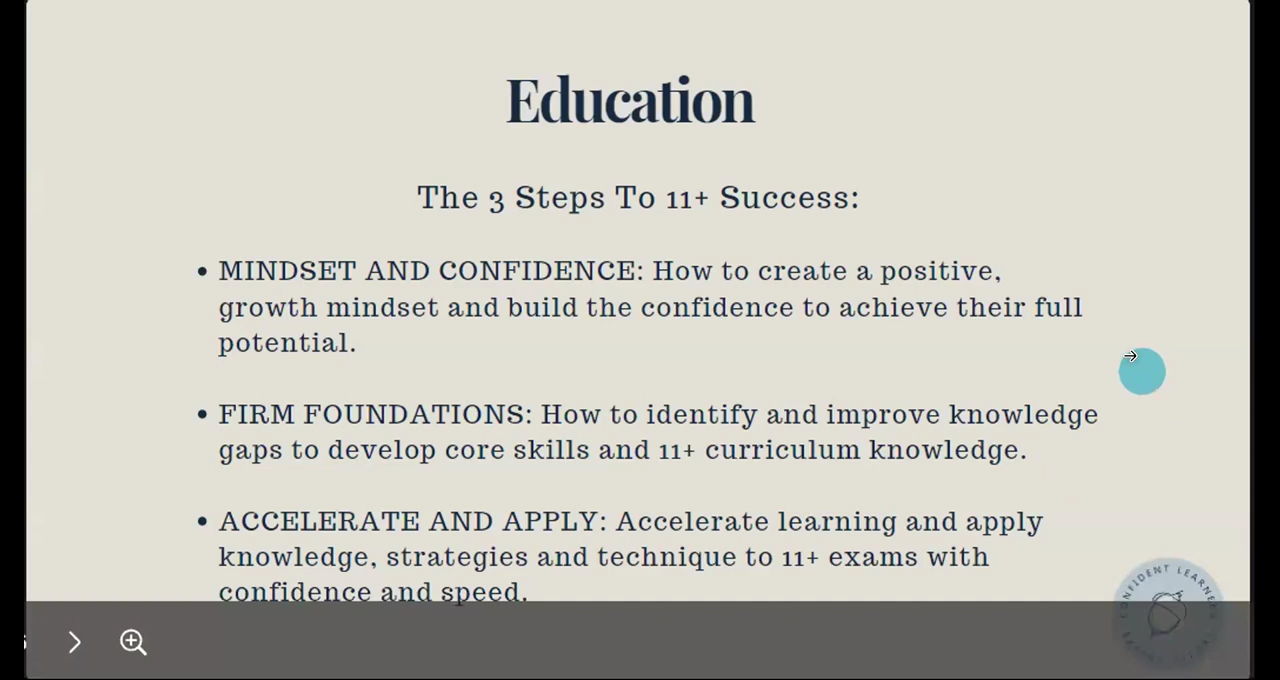 Education
The 3 Steps To 11+ Success:
• MINDSET AND CONFIDENCE: How to create a positive,
growth mindset and build the confidence to achieve their full
potential.
• FIRM FOUNDATIONS: How to identify and improve knowledge
gaps to develop core skills and 11+ curriculum knowledge.
• ACCELERATE AND APPLY: Accelerate learning and apply
knowledge, strategies and technique to 11+ exams with
confidence and speed.
CONFIDENT LEARNERS